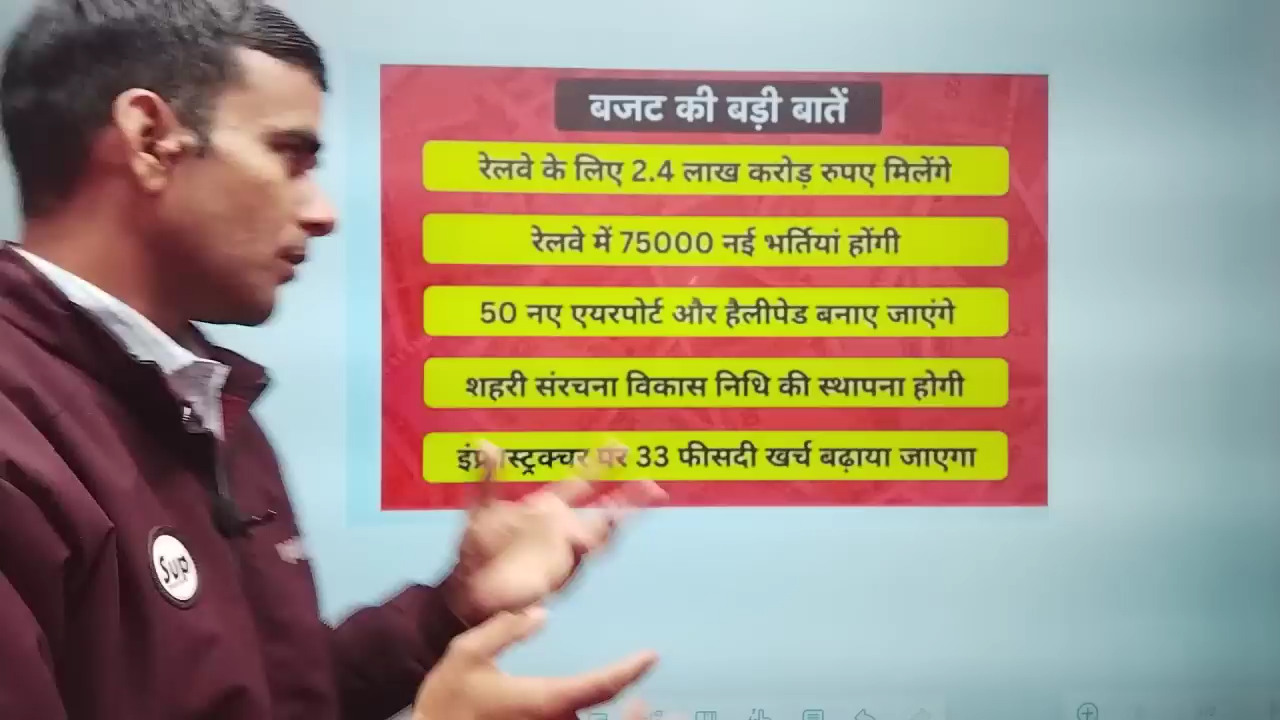 बजट की बड़ी बातें
रेलवे के लिए 2.4 लाख करोड़ रुपए मिलेंगे
रेलवे में 75000 नई भर्तियां होंगी
50 नए एयरपोर्ट और हैलीपेड बनाए जाएंगे
शहरी संरचना विकास निधि की स्थापना होगी
33 फीसदी खर्च बढ़ाया जाएगा
Sup